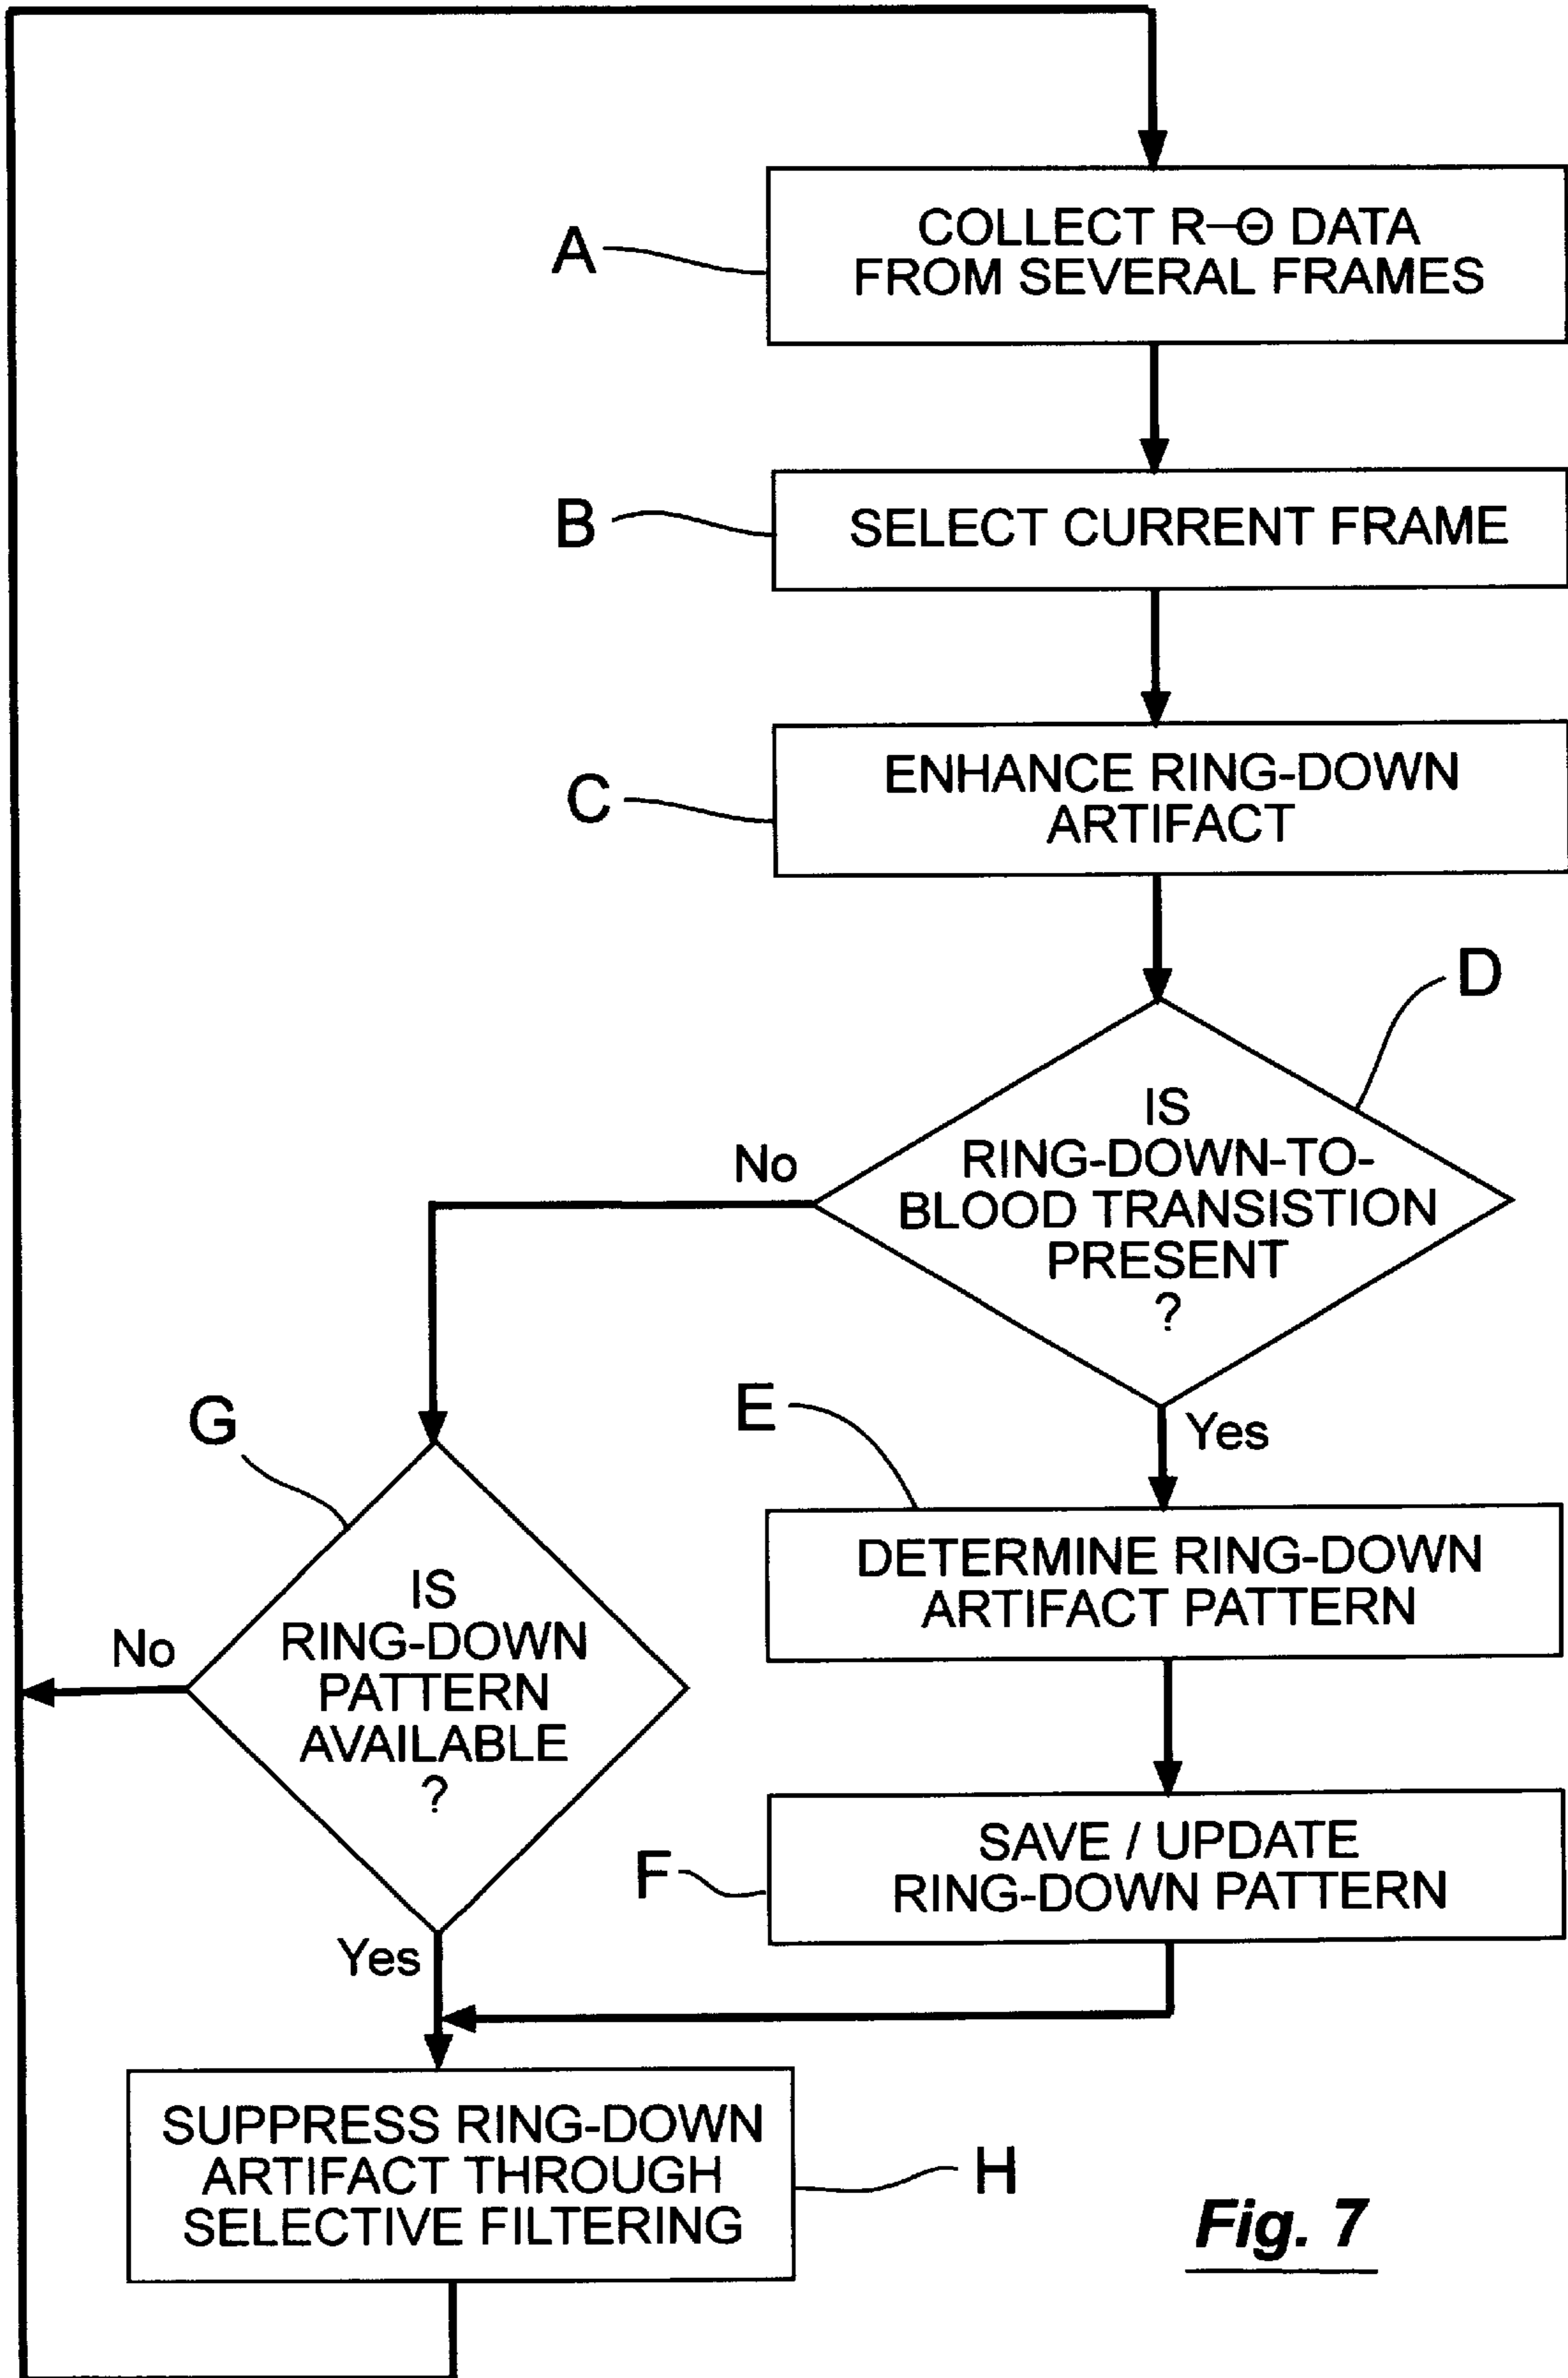 A
COLLECT R–Θ DATA
FROM SEVERAL FRAMES
B
SELECT CURRENT FRAME
C
ENHANCE RING-DOWN
ARTIFACT
D
IS
RING-DOWN-TO-
BLOOD TRANSISTION
PRESENT
?
No
Yes
E
DETERMINE RING-DOWN
ARTIFACT PATTERN
G
IS
RING-DOWN
PATTERN
AVAILABLE
?
No
Yes
F
SAVE / UPDATE
RING-DOWN PATTERN
SUPPRESS RING-DOWN
ARTIFACT THROUGH
SELECTIVE FILTERING
H
Fig. 7